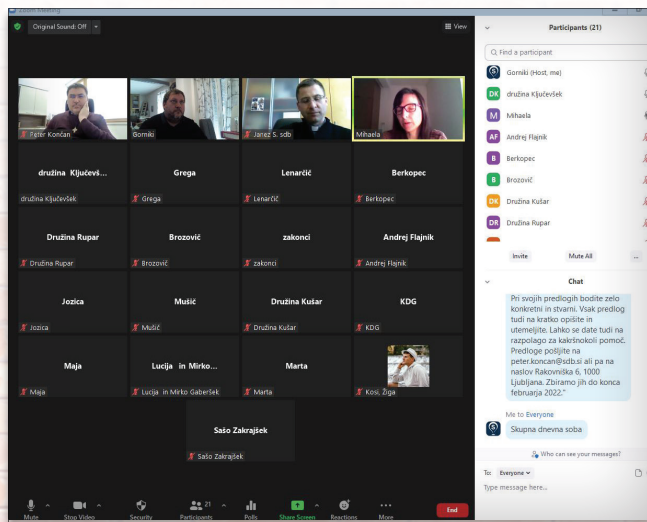 Zoom Meeting
Original Sound: Off
View
Peter Končan
Gorniki
Janez S. sdb
Mihaela
družina Ključevš...
družina Ključevšek
Grega
Grega
Lenarčič
Lenarčič
Berkopec
Berkopec
Družina Rupar
Družina Rupar
Brozovič
Brozovič
zakonci
zakonci
Andrej Flajnik
Andrej Flajnik
Jozica
Jozica
Mušič
Mušič
Družina Kušar
Družina Kušar
KDG
KDG
Maja
Maja
Lucija in Mirko...
Lucija in Mirko Gaberšek
Marta
Marta
Kosi, Žiga
Sašo Zakrajšek
Sašo Zakrajšek
Mute
Stop Video
Security
21
Participants
Polls
Share Screen
Reactions
More
End
Participants (21)
Find a participant
Gorniki (Host, me)
DK družina Ključevšek
M Mihaela
AF Andrej Flajnik
B Berkopec
B Brozovič
DK Družina Kušar
DR Družina Rupar
Invite
Mute All
...
Chat
Pri svojih predlogih bodite zelo
konkretni in stvarni. Vsak predlog
tudi na kratko opišite in
utemeljite. Lahko se date tudi na
razpolago za kakršnokoli pomoč.
Predloge pošljite na
peter.koncan@sdb.si ali pa na
naslov Rakovniška 6, 1000
Ljubljana. Zbiramo jih do konca
februarja 2022."
Me to Everyone
Skupna dnevna soba
Who can see your messages?
To: Everyone
Type message here...